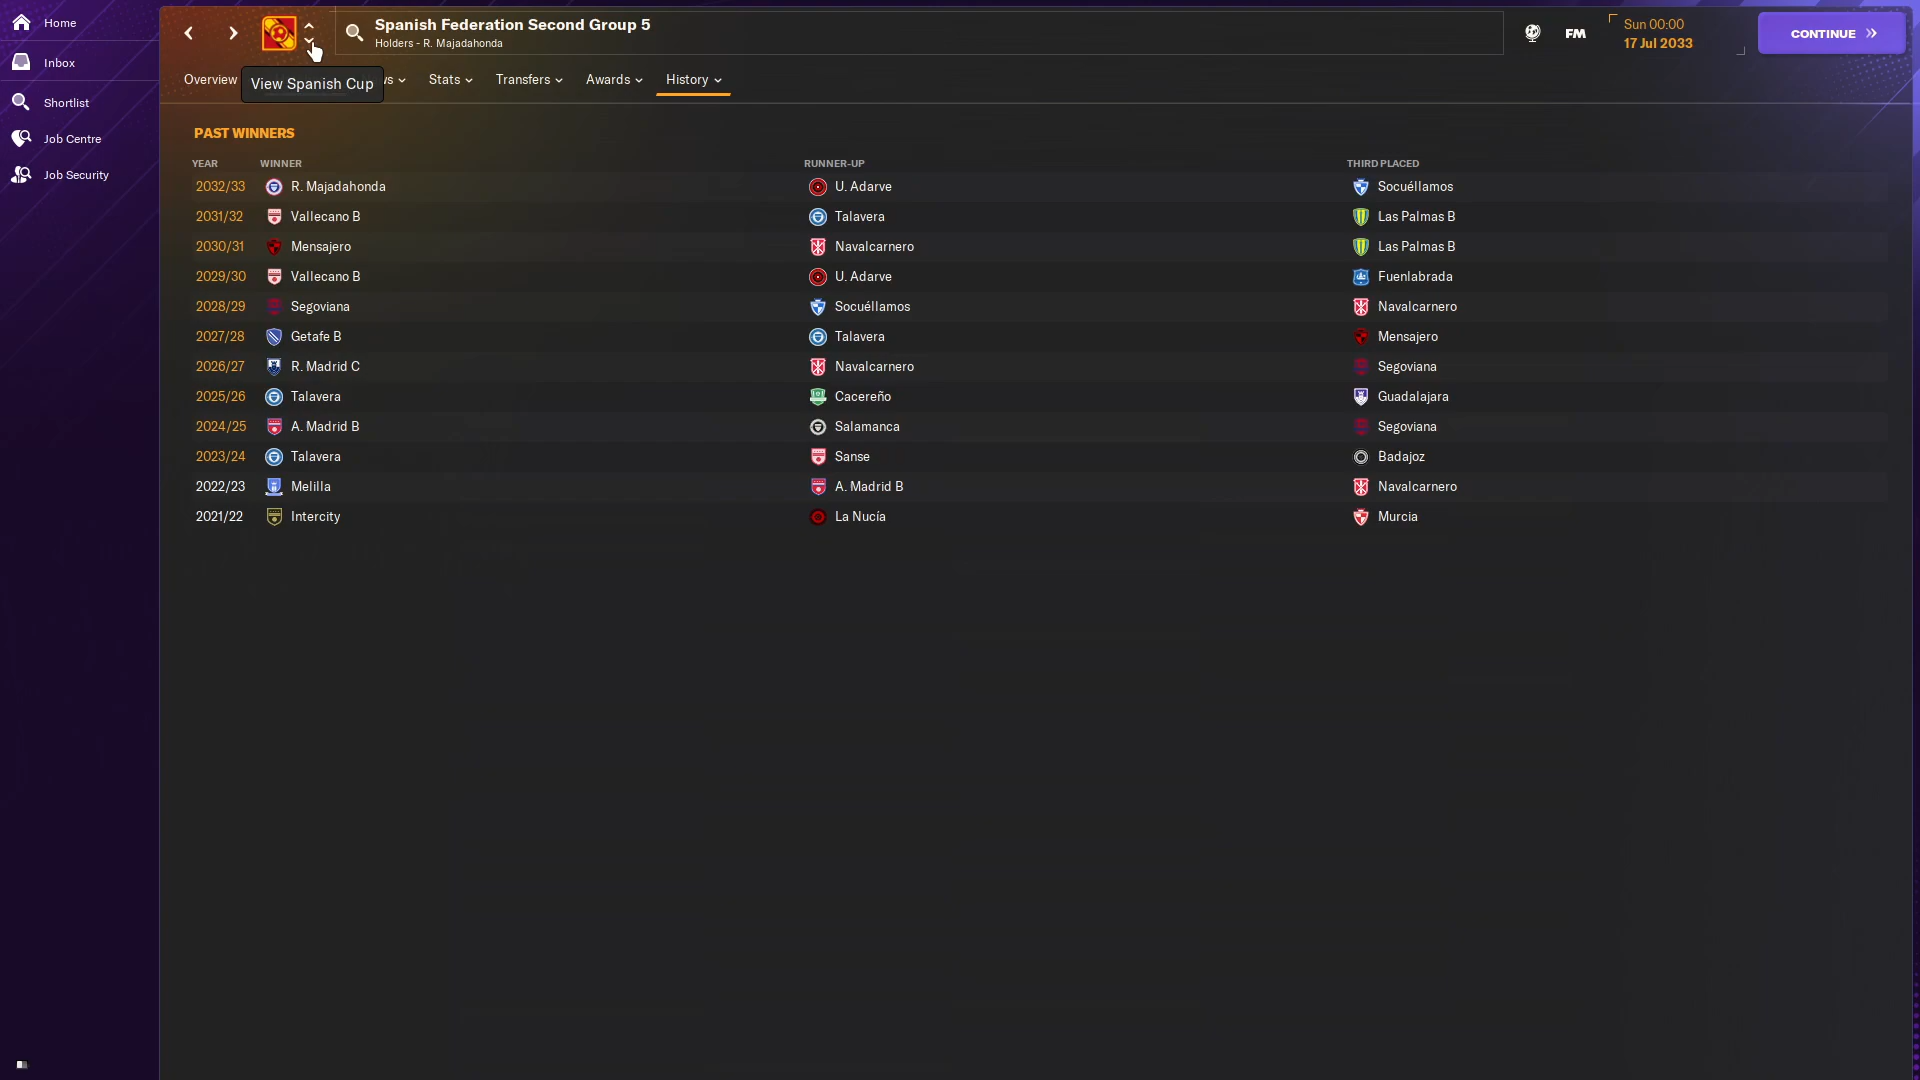 Home
Inbox
Shortlist
Job Centre
Job Security
Spanish Federation Second Group 5
Holders - R. Majadahonda
FM
Sun 00:00
17 Jul 2033
CONTINUE
Overview
View Spanish Cup
Stats
Transfers
Awards
History
PAST WINNERS
YEAR WINNER RUNNER-UP THIRD PLACED
2032/33 R. Majadahonda U. Adarve Socuéllamos
2031/32 Vallecano B Talavera Las Palmas B
2030/31 Mensajero Navalcarnero Las Palmas B
2029/30 Vallecano B U. Adarve Fuenlabrada
2028/29 Segoviana Socuéllamos Navalcarnero
2027/28 Getafe B Talavera Mensajero
2026/27 R. Madrid C Navalcarnero Segoviana
2025/26 Talavera Cacereño Guadalajara
2024/25 A. Madrid B Salamanca Segoviana
2023/24 Talavera Sanse Badajoz
2022/23 Melilla A. Madrid B Navalcarnero
2021/22 Intercity La Nucía Murcia